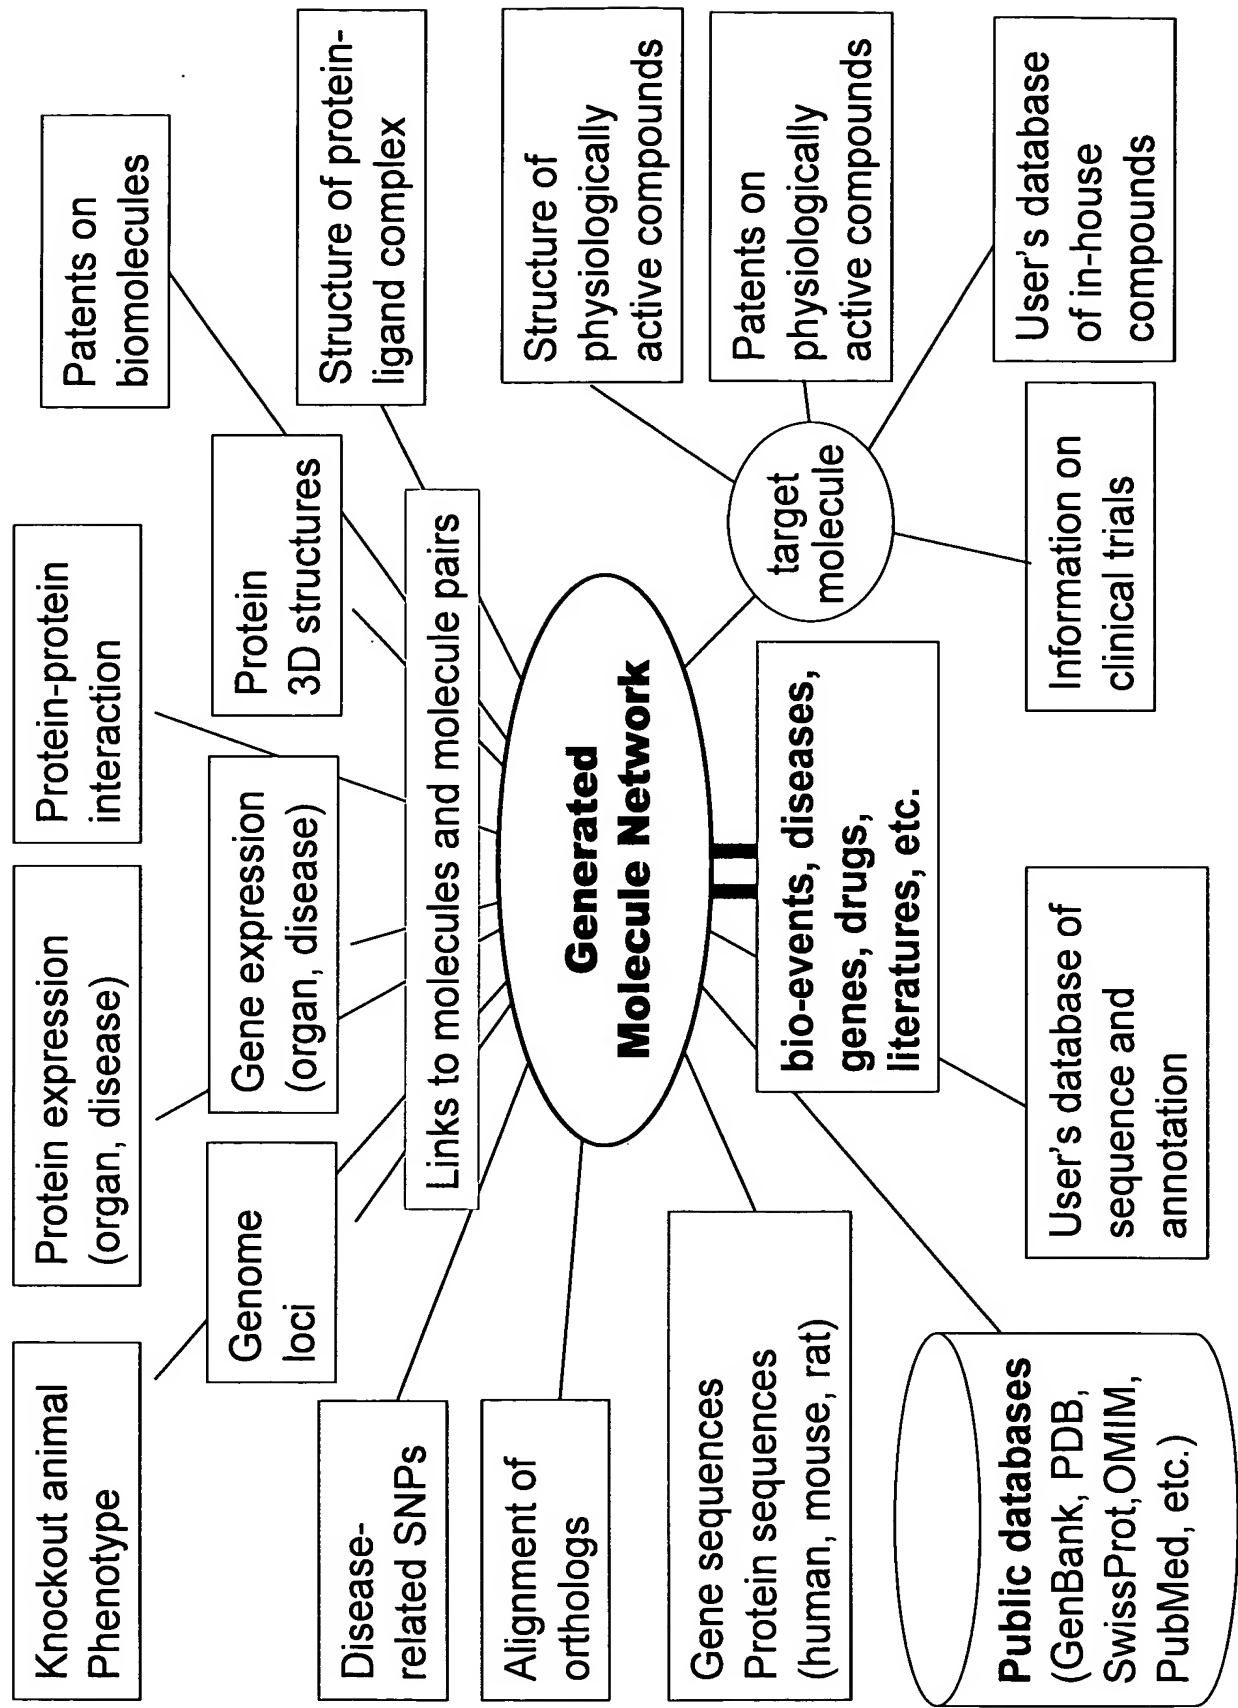 Knockout animal
Phenotype
Protein expression
(organ, disease)
Protein-protein
interaction
Patents on
biomolecules
Genome
loci
Gene expression
(organ, disease)
Protein
3D structures
Structure of protein-
ligand complex
Disease-
related SNPs
Links to molecules and molecule pairs
Alignment of
orthologs
Generated
Molecule Network
Structure of
physiologically
active compounds
Gene sequences
Protein sequences
(human, mouse, rat)
bio-events, diseases,
genes, drugs,
literatures, etc.
target
molecule
Patents on
physiologically
active compounds
Public databases
(GenBank, PDB,
SwissProt,OMIM,
PubMed, etc.)
User's database of
sequence and
annotation
Information on
clinical trials
User's database
of in-house
compounds